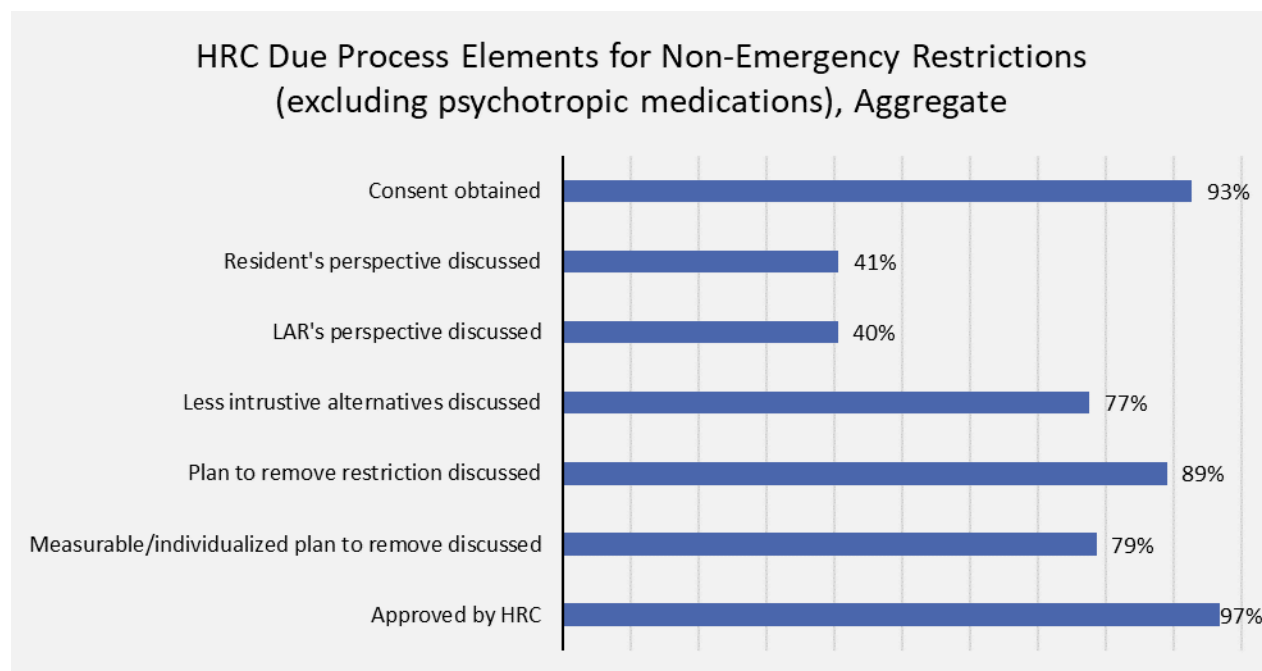 HRC Due Process Elements for Non-Emergency Restrictions
(excluding psychotropic medications), Aggregate
Consent obtained 93%
Resident's perspective discussed 41%
LAR's perspective discussed 40%
Less intrustive alternatives discussed 77%
Plan to remove restriction discussed 89%
Measurable/individualized plan to remove discussed 79%
Approved by HRC 97%